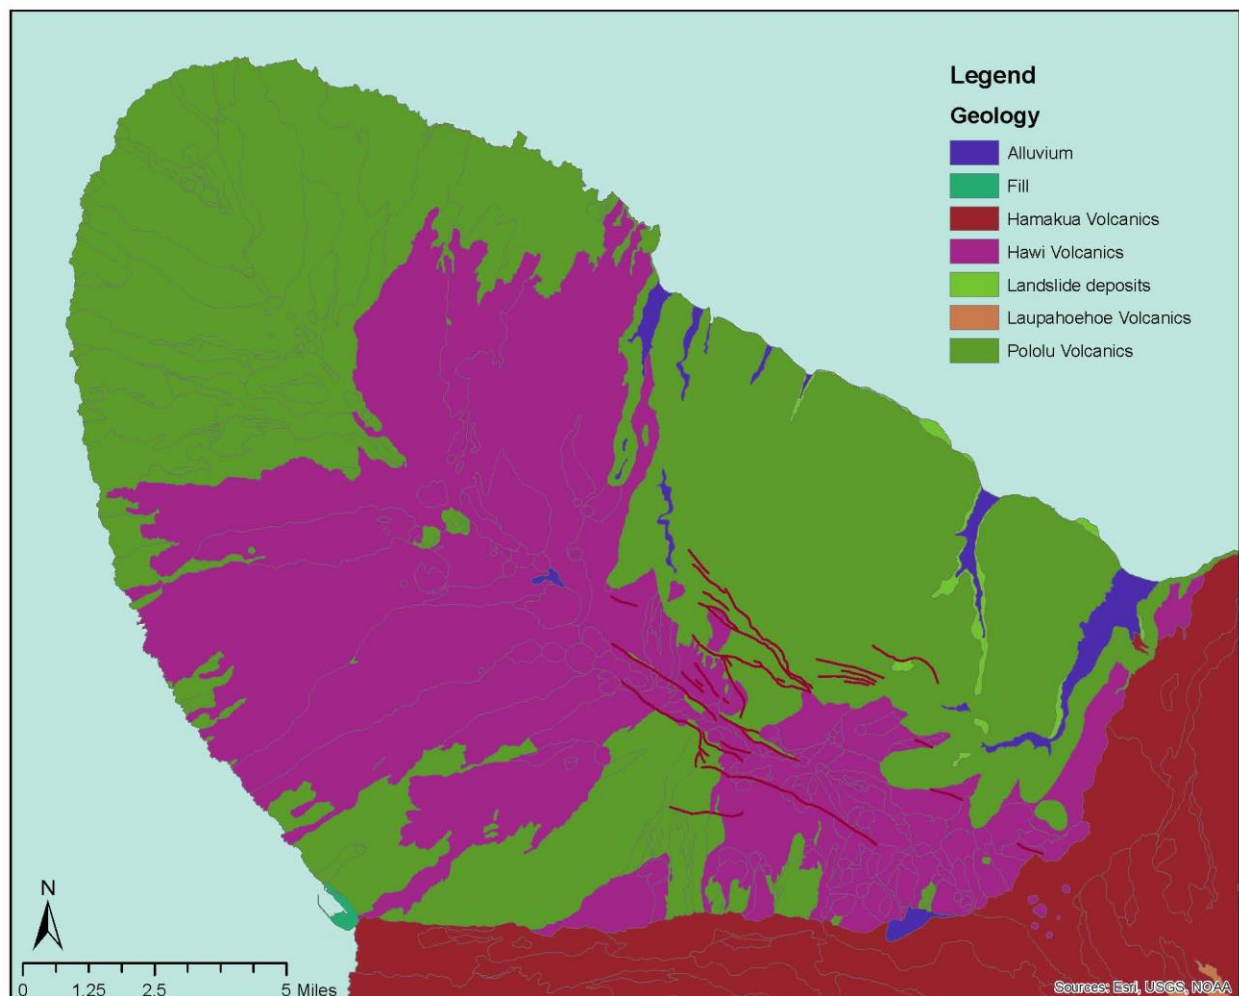 Legend
Geology
Alluvium
Fill
Hamakua Volcanics
Hawi Volcanics
Landslide deposits
Laupahoehoe Volcanics
Pololu Volcanics
N
0 1.25 2.5 5 Miles
Sources: Esri, USGS, NOAA